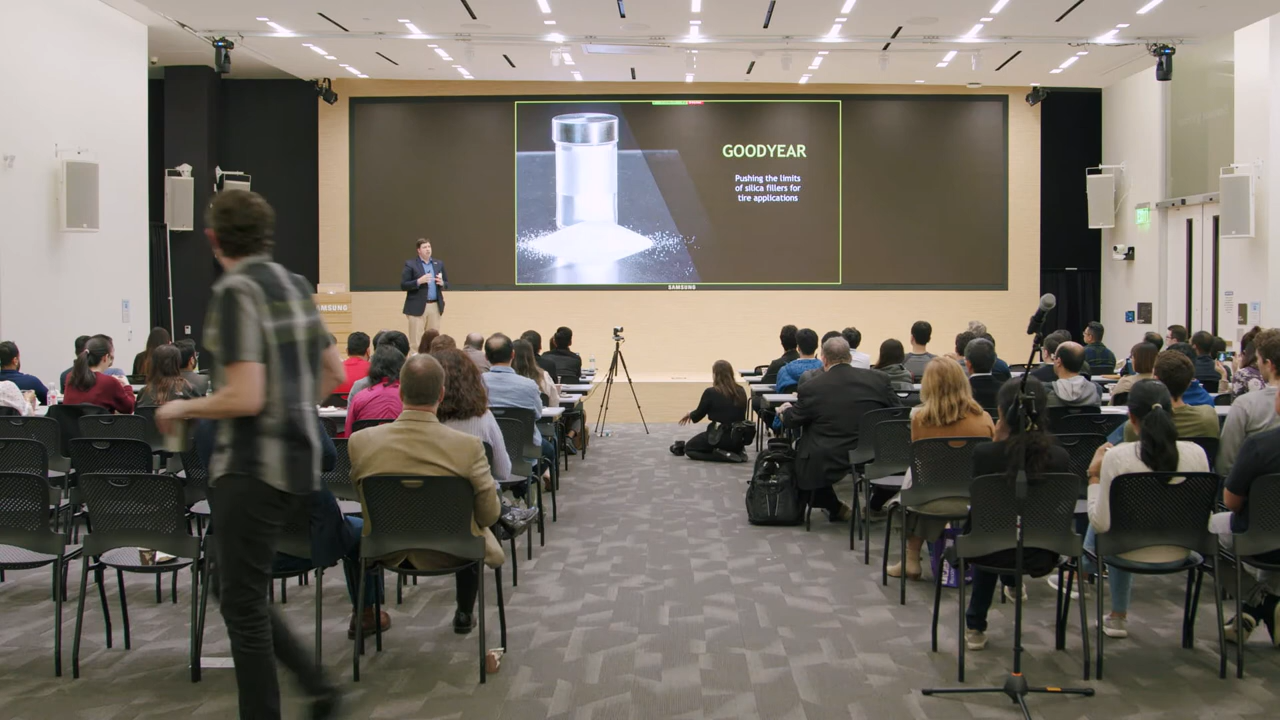 GOODYEAR
Pushing the limits
of silica fillers for
tire applications
SAMSUNG
SAMSUNG